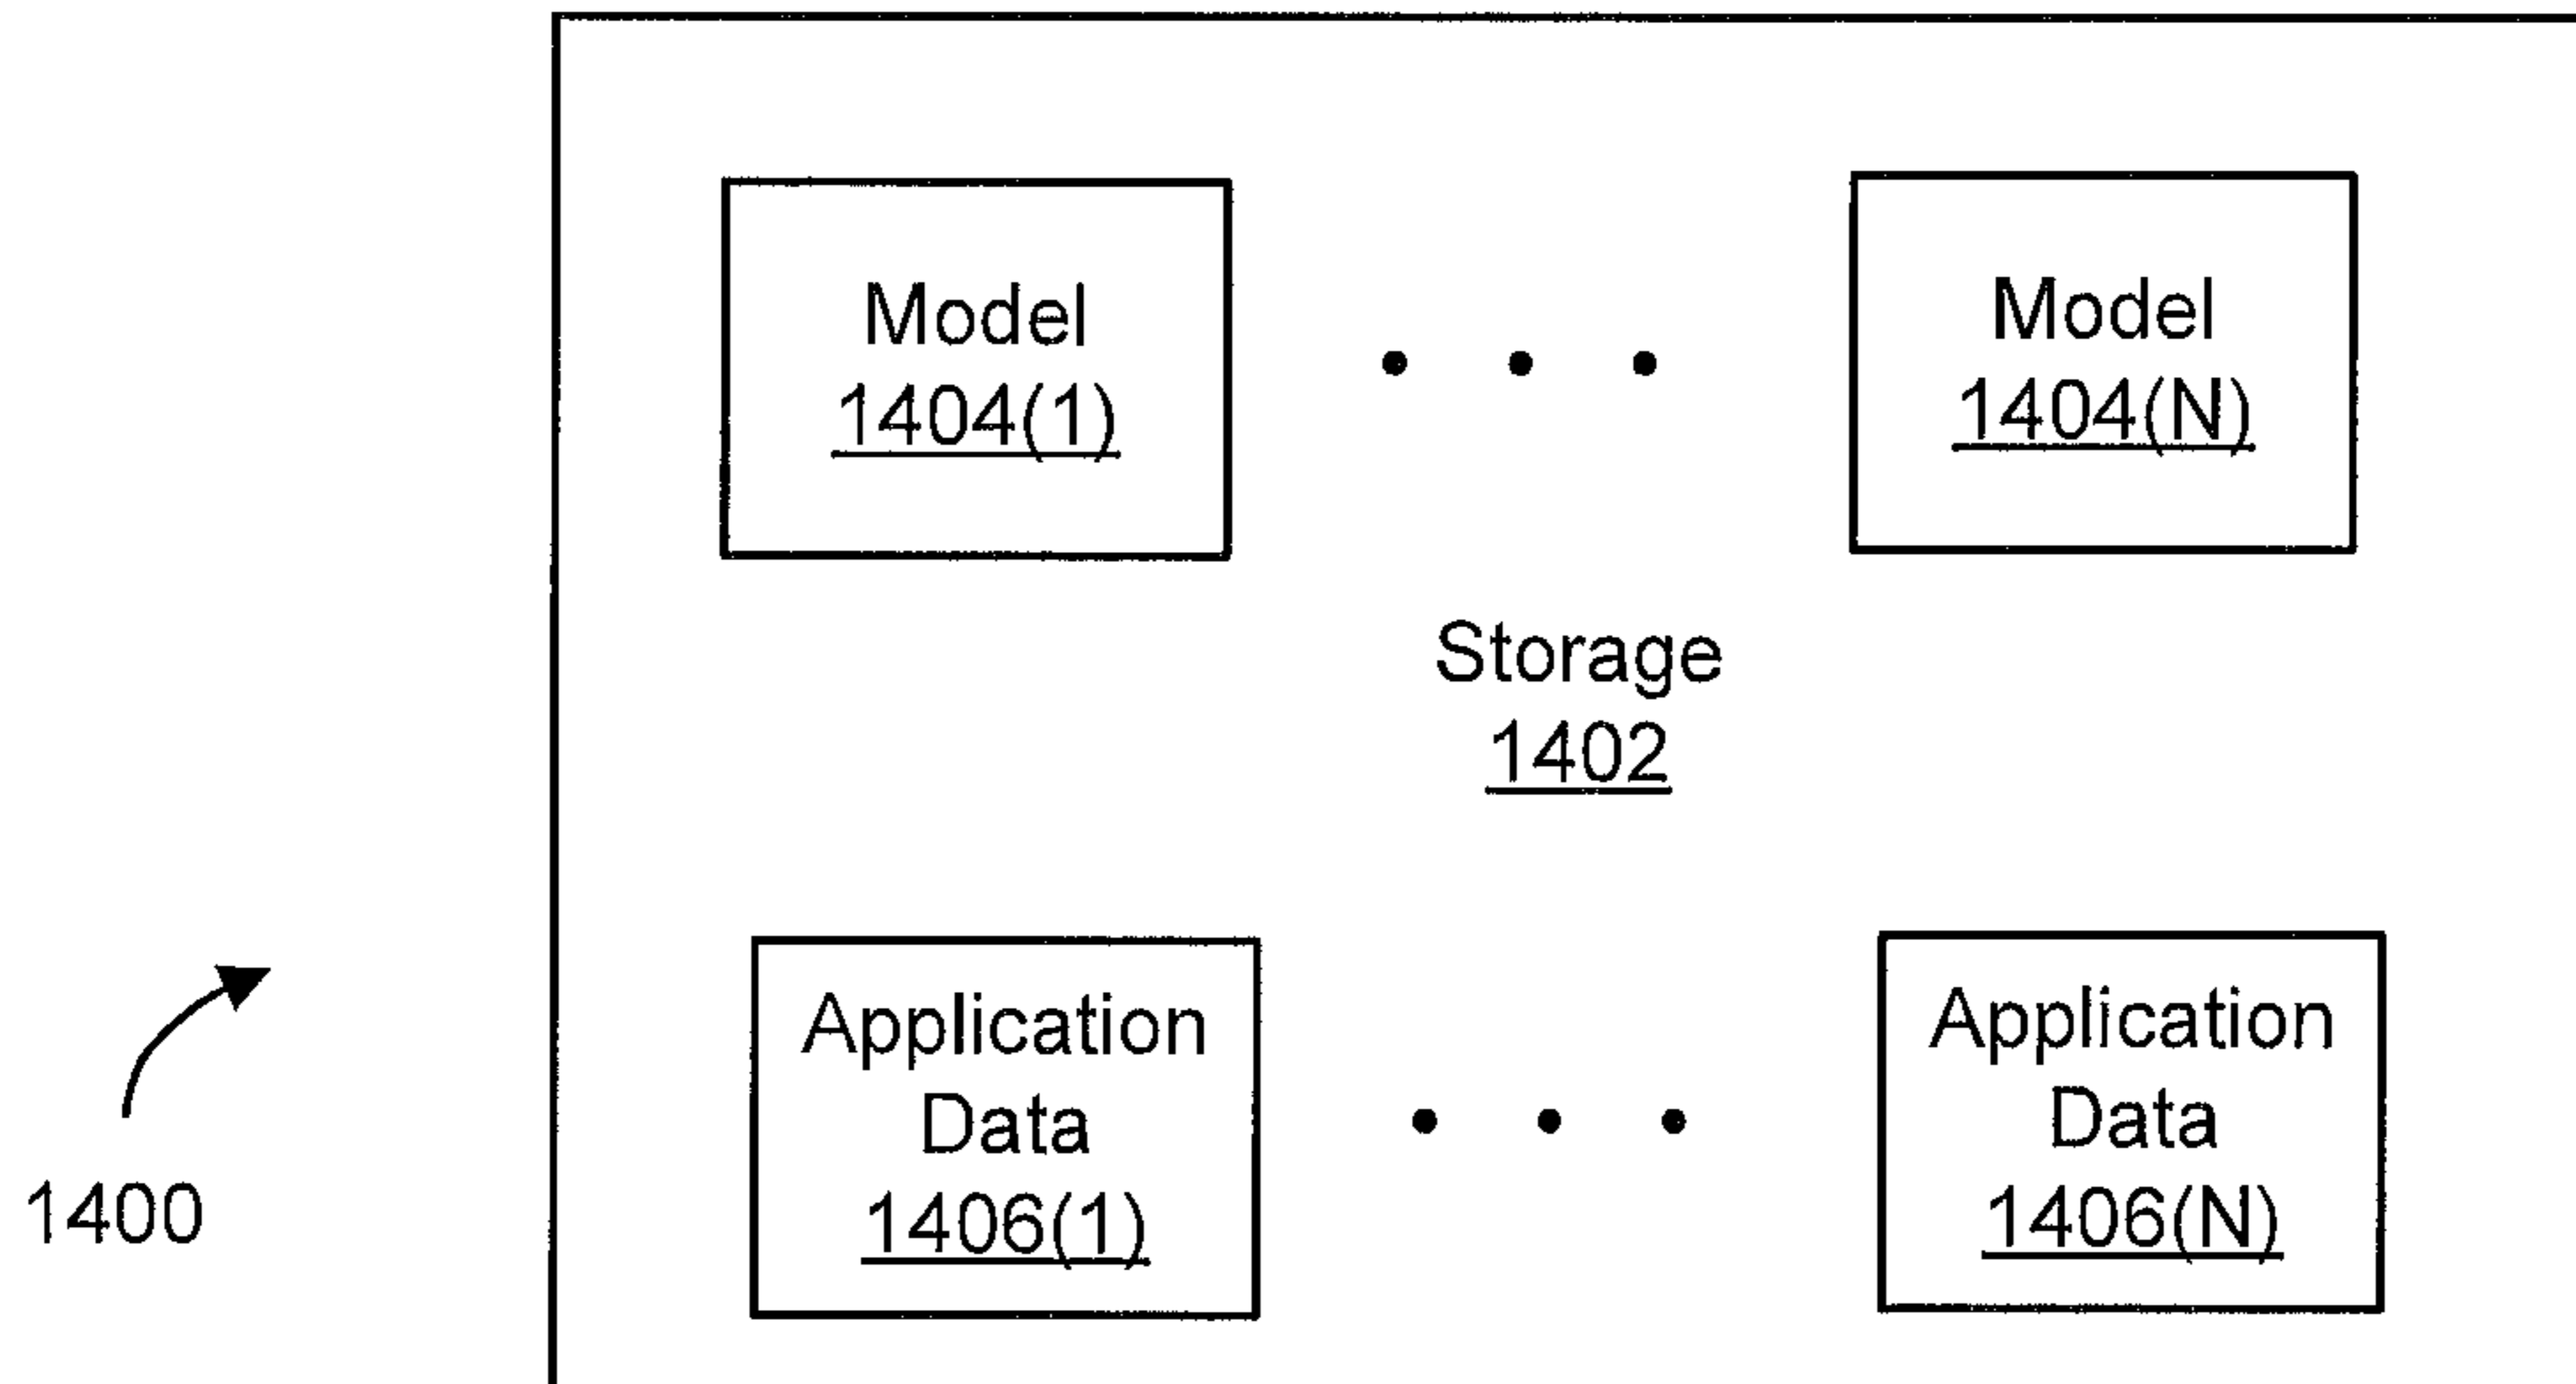 Model
1404(1)
Model
1404(N)
Storage
1402
Application
Data
1406(1)
Application
Data
1406(N)
1400